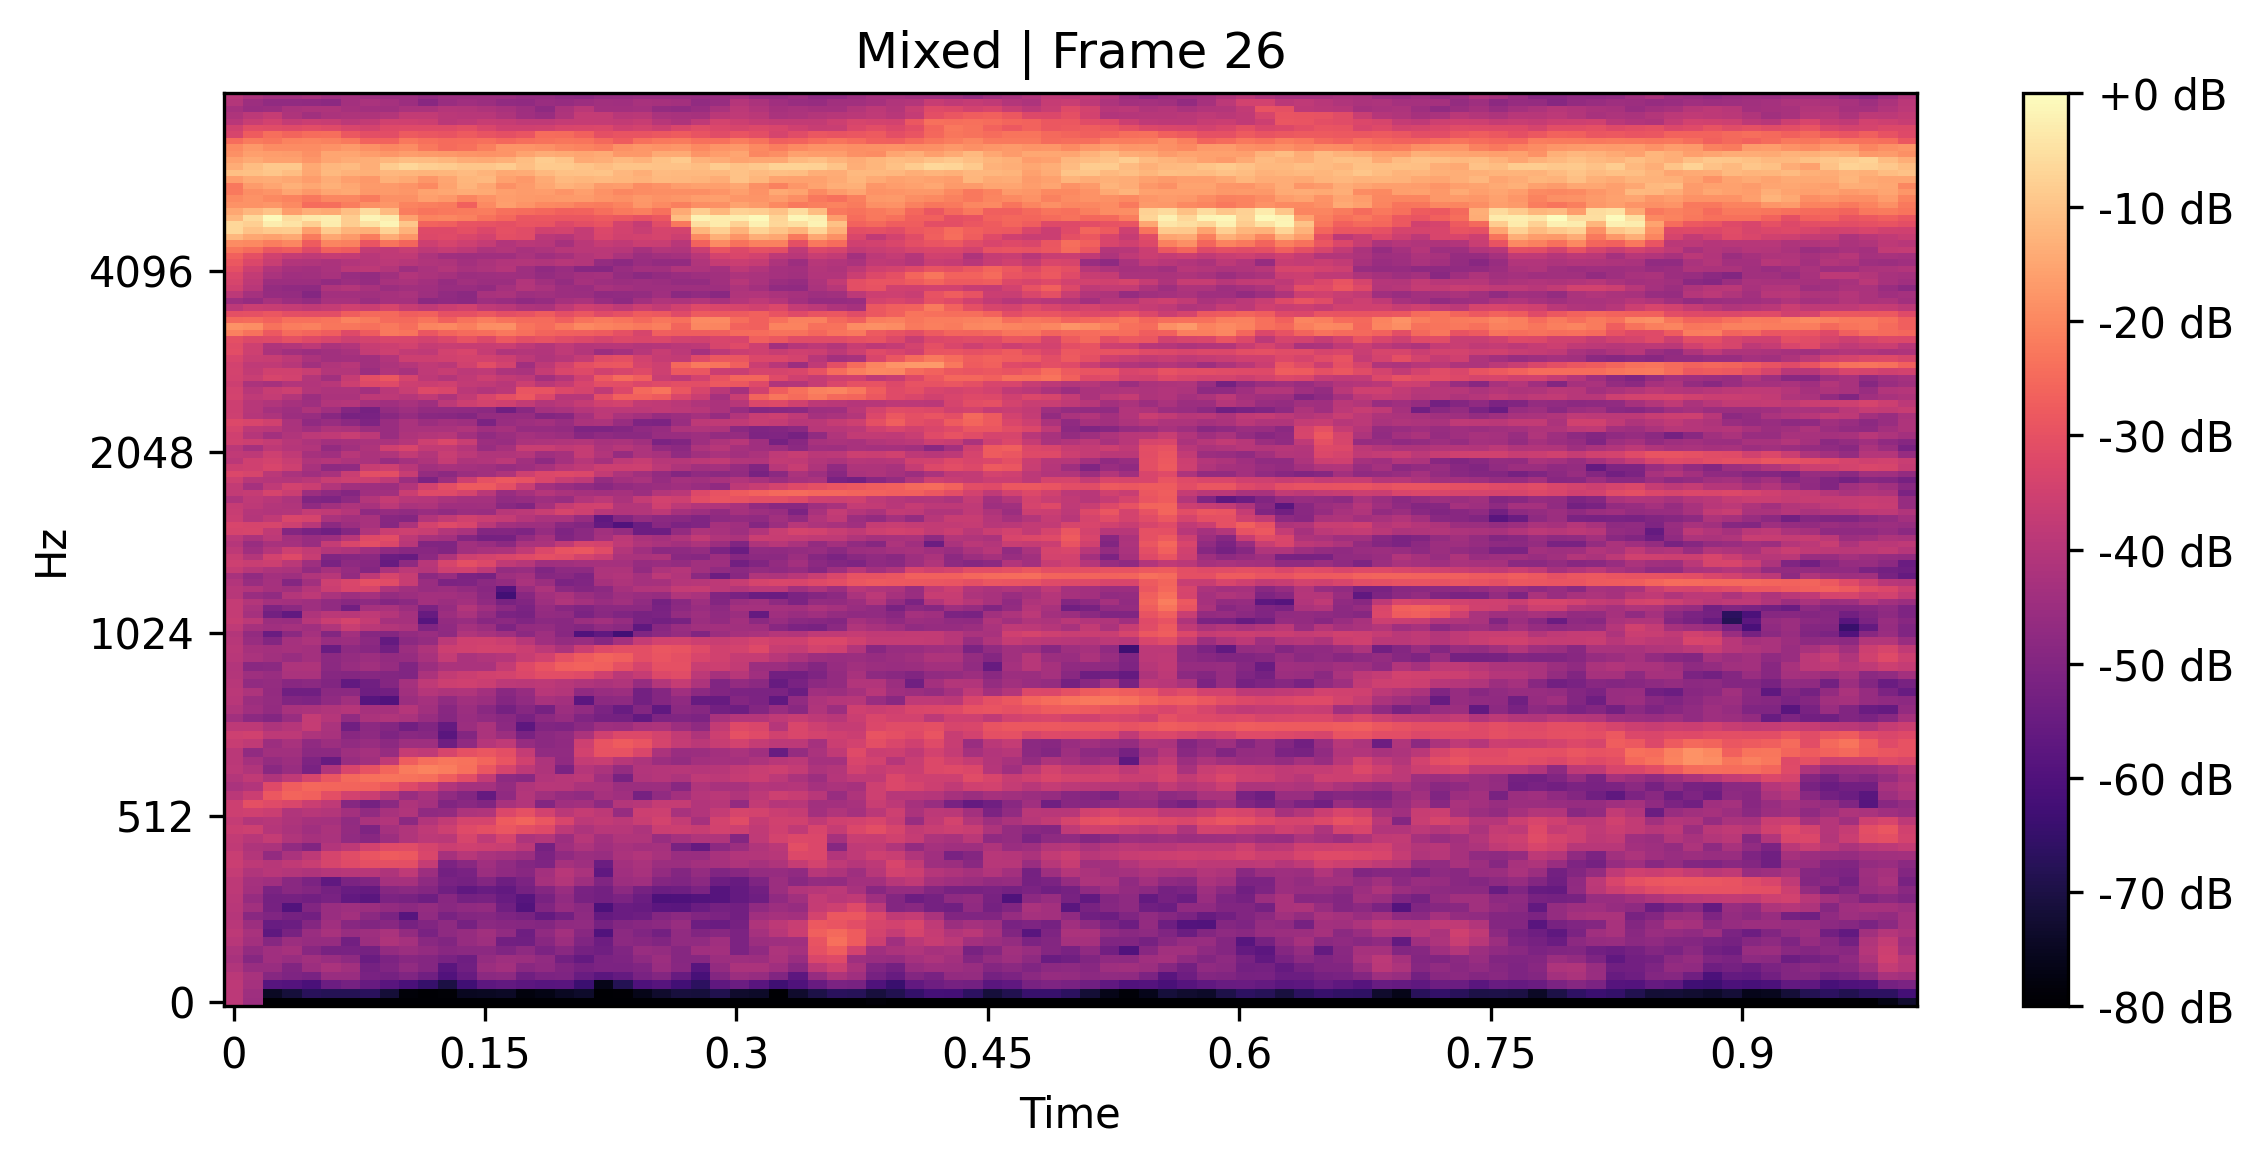 Mixed | Frame 26
+0 dB
-10 dB
-20 dB
-30 dB
-40 dB
-50 dB
-60 dB
-70 dB
-80 dB
Hz
4096
2048
1024
512
0
0 0.15 0.3 0.45 0.6 0.75 0.9
Time